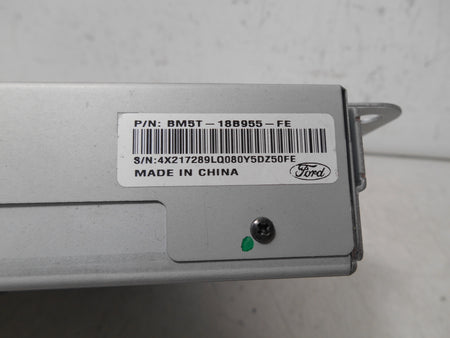 P/N: BM5T-18B955-FE
S/N:4X217289LQ080Y5DZ50FE
MADE IN CHINA
Ford